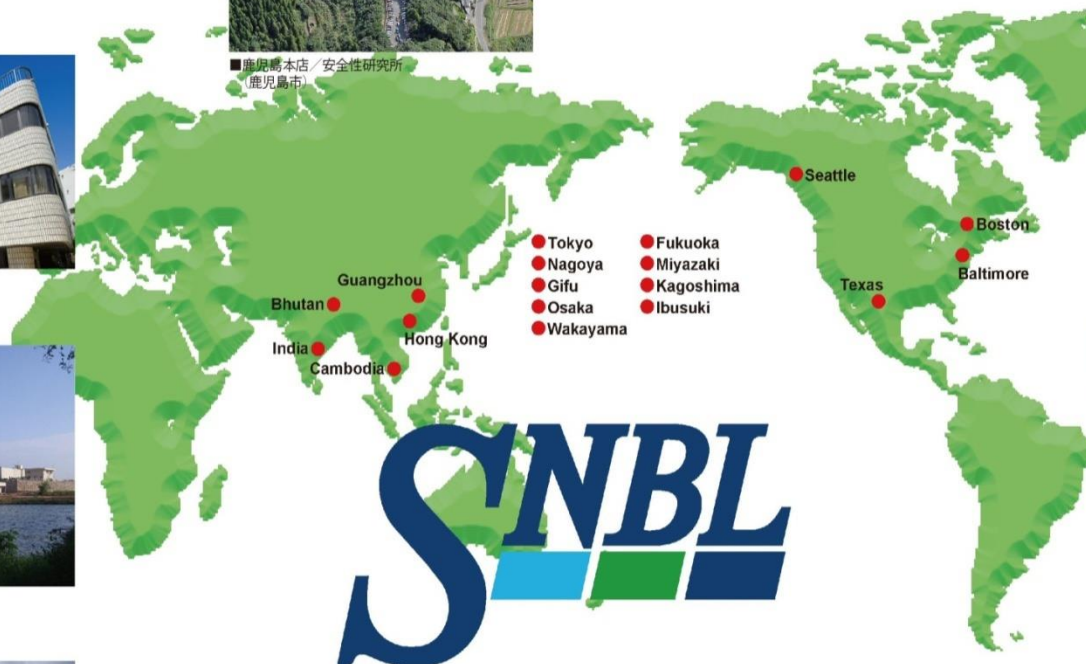 ■鹿児島本店／安全性研究所
(鹿児島市)
Seattle
Boston
Baltimore
Texas
Tokyo
Nagoya
Gifu
Osaka
Wakayama
Fukuoka
Miyazaki
Kagoshima
Ibusuki
Guangzhou
Bhutan
Hong Kong
India
Cambodia
SNBL